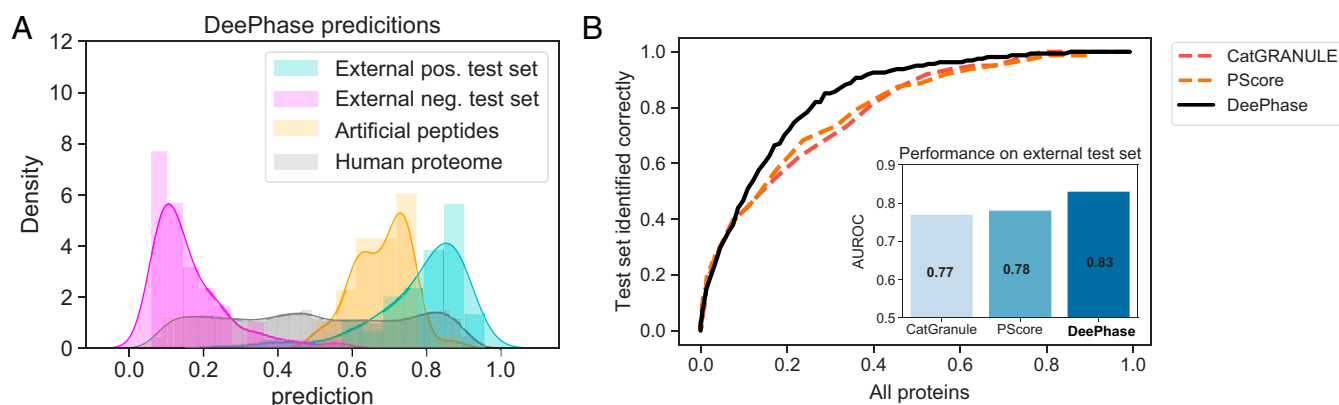 A
DeePhase predicitions
12
10
8
6
4
2
0
Density
External pos. test set
External neg. test set
Artificial peptides
Human proteome
0.0 0.2 0.4 0.6 0.8 1.0
prediction
B
1.0
0.8
0.6
0.4
0.2
0.0
Test set identified correctly
0.0 0.2 0.4 0.6 0.8 1.0
All proteins
Performance on external test set
0.9
0.8
0.7
0.6
0.5
AUROC
0.77 0.78 0.83
CatGranule PScore DeePhase
CatGRANULE
PScore
DeePhase